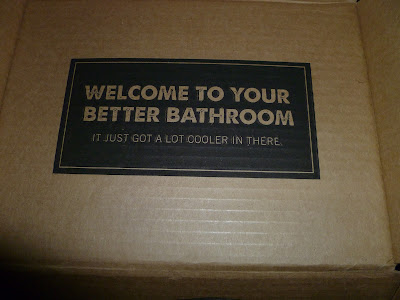 WELCOME TO YOUR
BETTER BATHROOM
IT JUST GOT A LOT COOLER IN THERE.